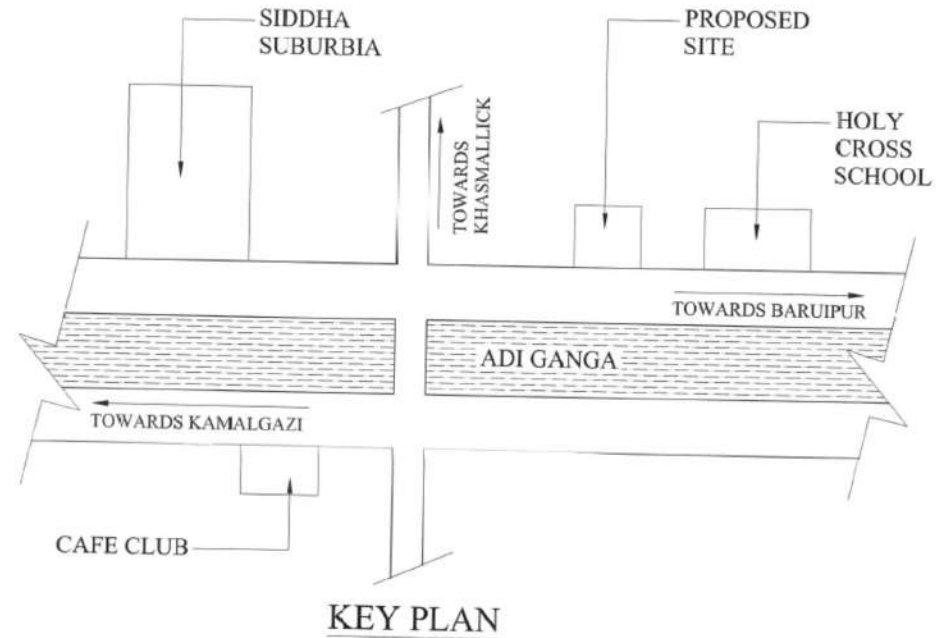 SIDDHA
SUBURBIA
PROPOSED
SITE
HOLY
CROSS
SCHOOL
TOWARDS
KHASMALLICK
TOWARDS BARUIPUR
ADI GANGA
TOWARDS KAMALGAZI
CAFE CLUB
KEY PLAN